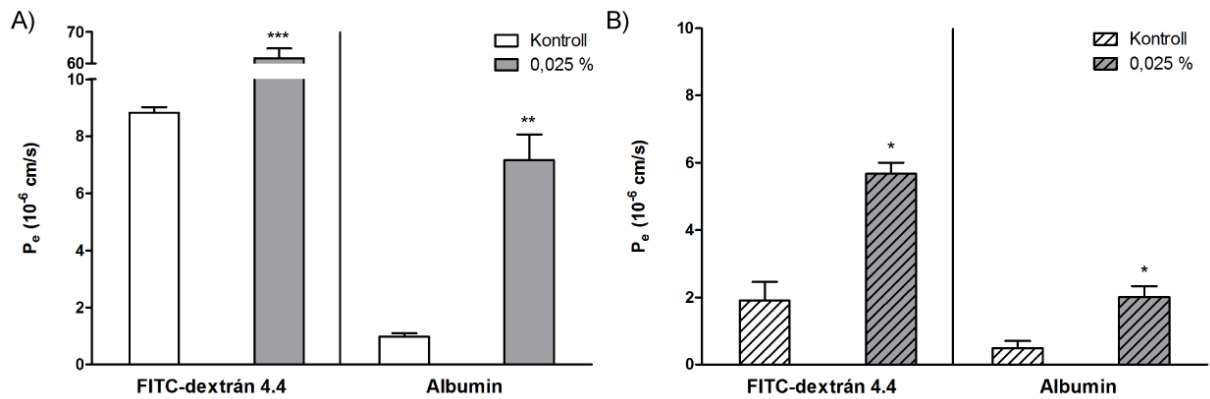 A)
Pe (10-6 cm/s)
70
60
10
8
6
4
2
0
***
**
Kontroll
0,025 %
FITC-dextrán 4.4
Albumin
B)
Pe (10-6 cm/s)
10
8
6
4
2
0
*
*
Kontroll
0,025 %
FITC-dextrán 4.4
Albumin